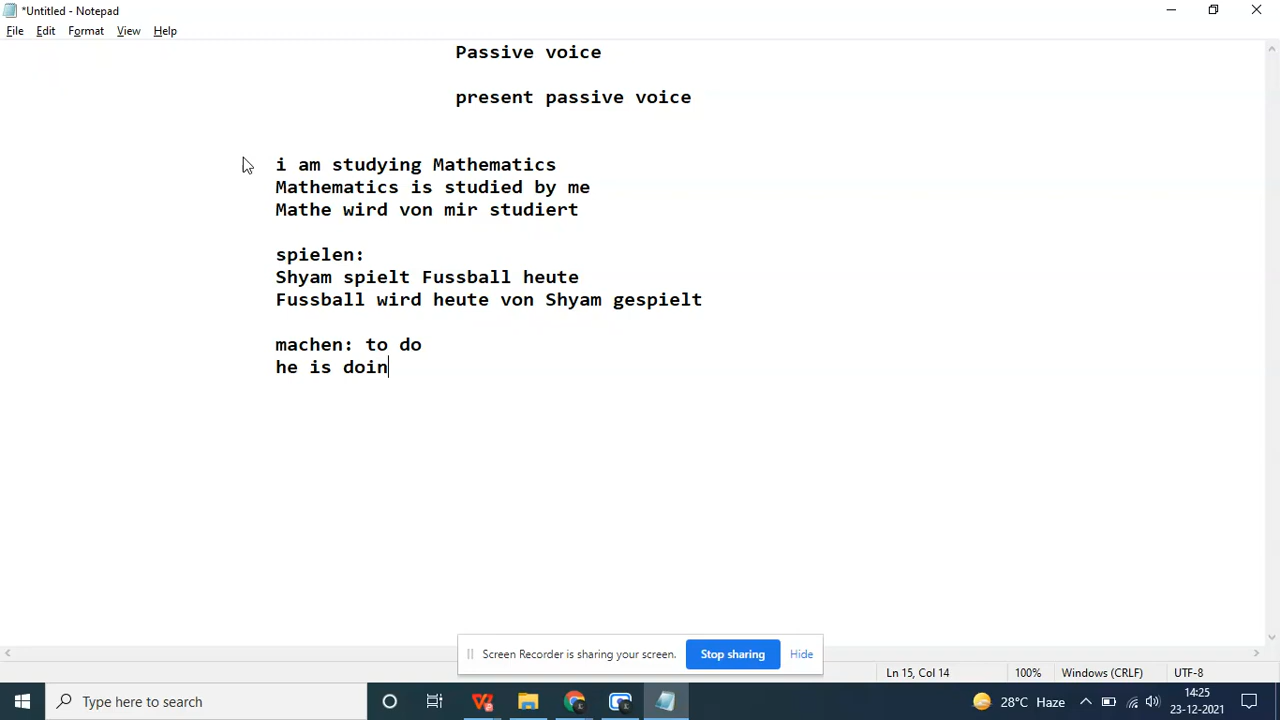 *Untitled - Notepad
File Edit Format View Help
Passive voice
present passive voice
i am studying Mathematics
Mathematics is studied by me
Mathe wird von mir studiert
spielen:
Shyam spielt Fussball heute
Fussball wird heute von Shyam gespielt
machen: to do
he is doin
Screen Recorder is sharing your screen. Stop sharing Hide
Ln 15, Col 14 100% Windows (CRLF) UTF-8
Type here to search
28°C Haze
14:25
23-12-2021